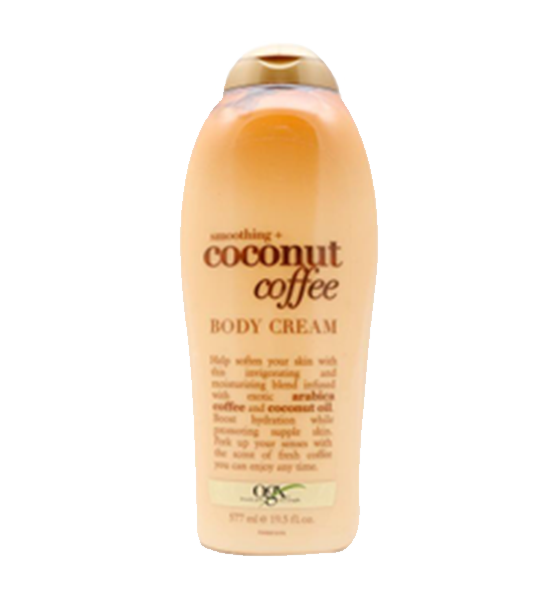 smoothing +
coconut
coffee
BODY CREAM
Help soften your skin with
this invigorating and
moisturizing blend infused
with exotic arabica
coffee and coconut oil.
Boost hydration while
promoting supple skin.
Perk up your senses with
the scent of fresh coffee
you can enjoy any time.
ogx
577 ml e 19.5 fl. oz.